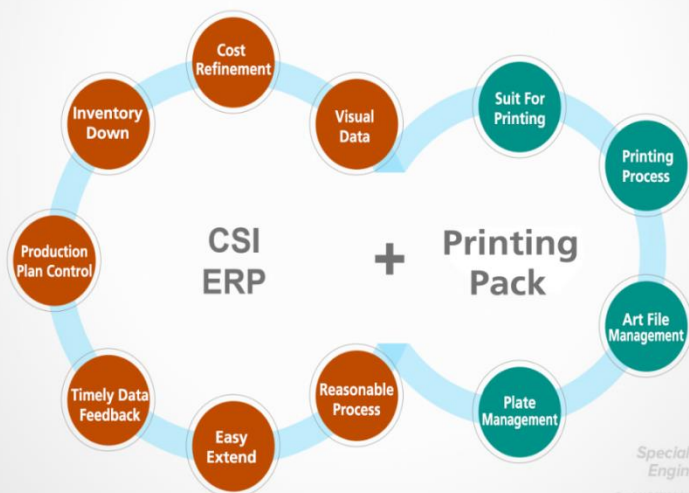 Cost
Refinement
Inventory
Down
Visual
Data
Suit For
Printing
Printing
Process
Production
Plan Control
CSI
ERP
+
Printing
Pack
Art File
Management
Timely Data
Feedback
Reasonable
Process
Easy
Extend
Plate
Management
Special
Engin